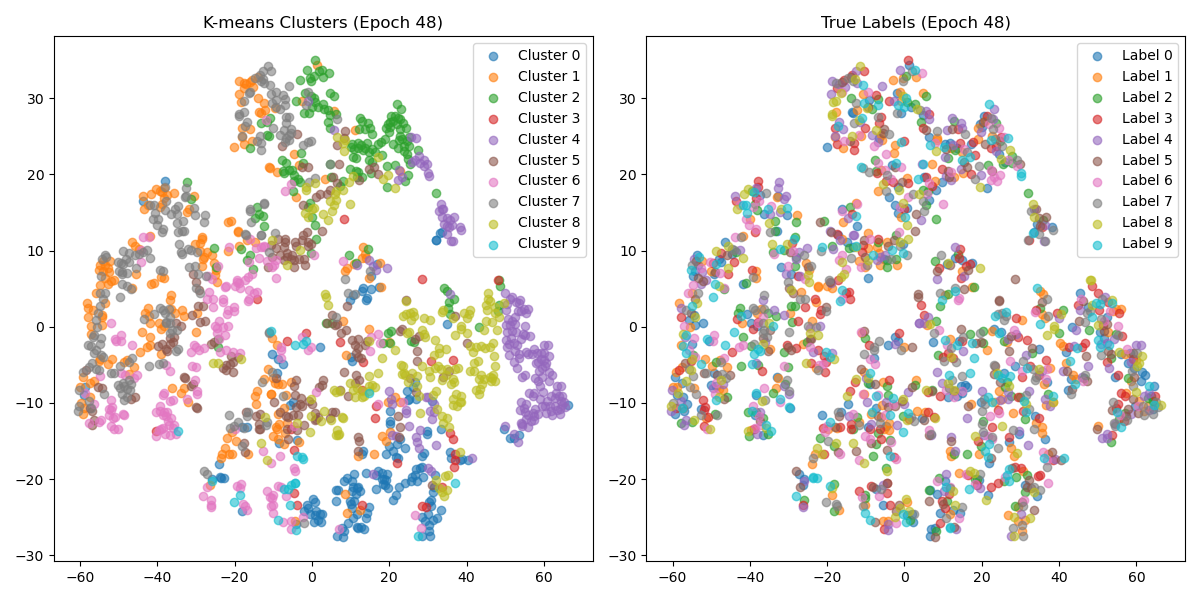 K-means Clusters (Epoch 48)
Cluster 0
Cluster 1
Cluster 2
Cluster 3
Cluster 4
Cluster 5
Cluster 6
Cluster 7
Cluster 8
Cluster 9
30
20
10
0
−10
−20
−30
−60
−40
−20
0
20
40
60
True Labels (Epoch 48)
Label 0
Label 1
Label 2
Label 3
Label 4
Label 5
Label 6
Label 7
Label 8
Label 9
30
20
10
0
−10
−20
−30
−60
−40
−20
0
20
40
60